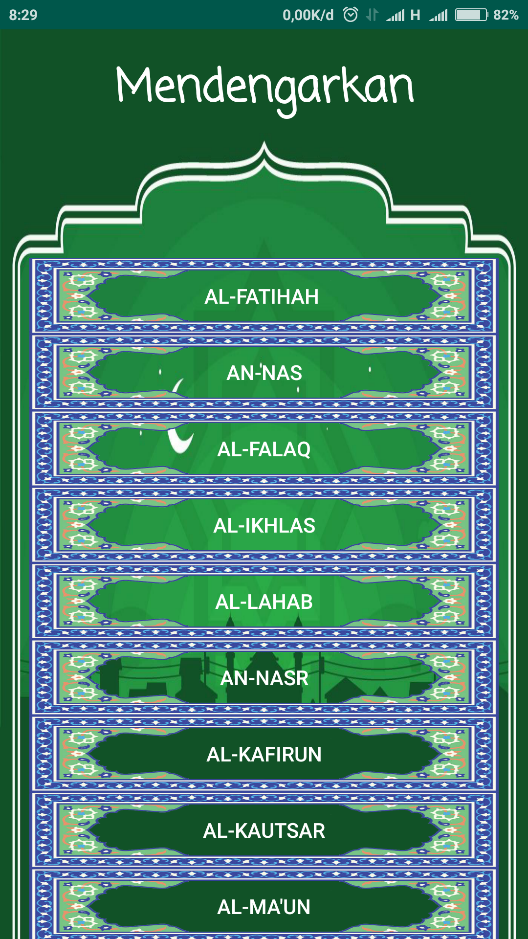 8:29 0,00K/d H 82%
Mendengarkan
AL-FATIHAH
AN-'NAS
AL-FALAQ
AL-IKHLAS
AL-LAHAB
AN-NASR
AL-KAFIRUN
AL-KAUTSAR
AL-MA'UN